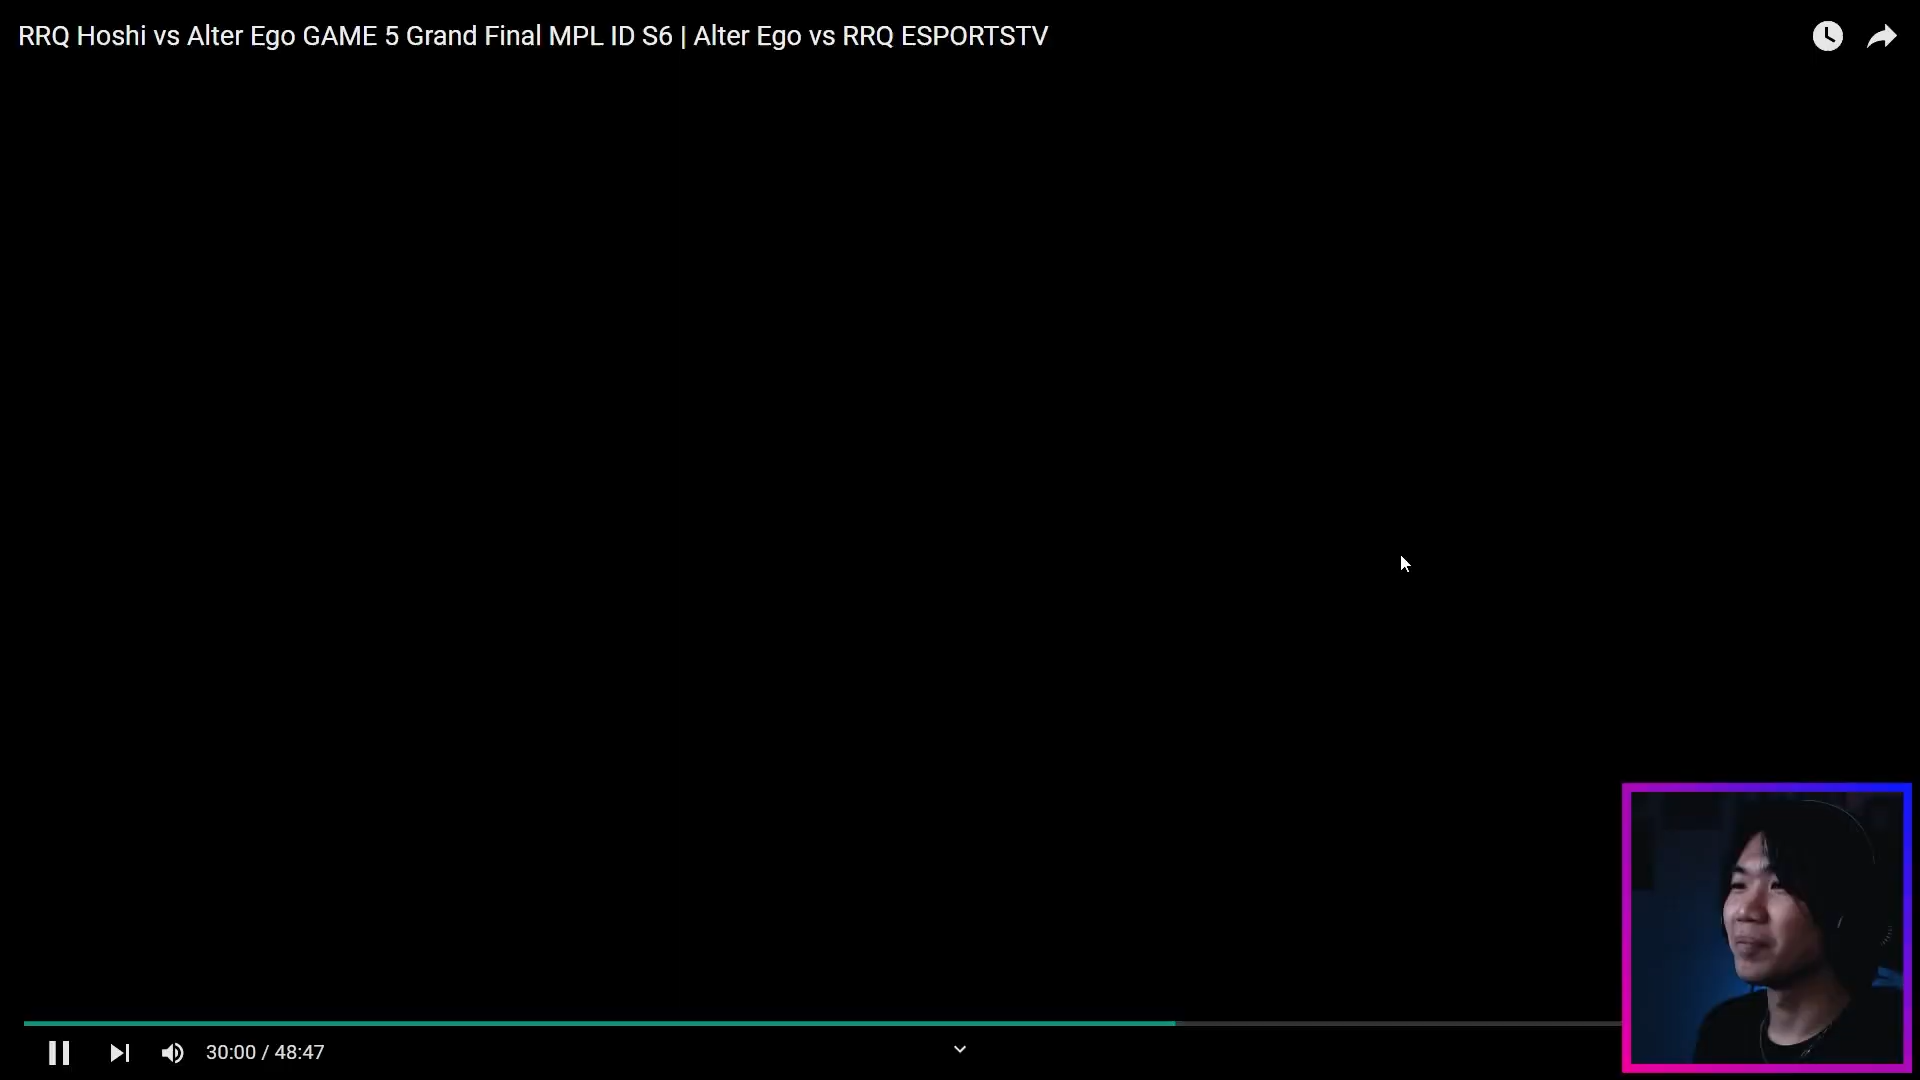 RRQ Hoshi vs Alter Ego GAME 5 Grand Final MPL ID S6 | Alter Ego vs RRQ ESPORTSTV
30:00 / 48:47